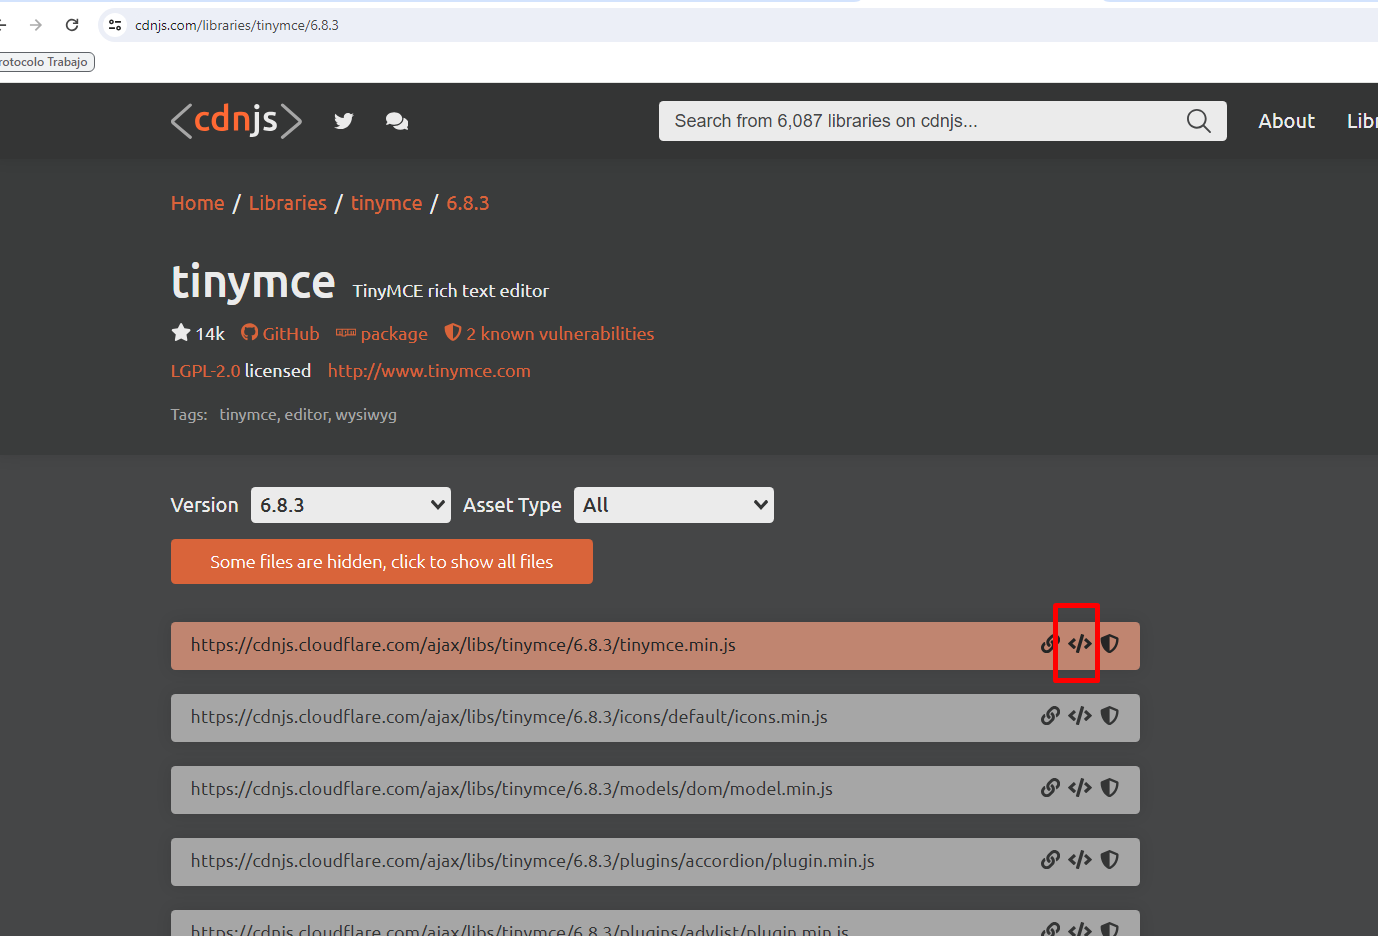 cdnjs.com/libraries/tinymce/6.8.3
rotocolo Trabajo
<cdnjs>
Search from 6,087 libraries on cdnjs...
About
Libr
Home / Libraries / tinymce / 6.8.3
tinymce TinyMCE rich text editor
14k GitHub package 2 known vulnerabilities
LGPL-2.0 licensed http://www.tinymce.com
Tags: tinymce, editor, wysiwyg
Version 6.8.3 Asset Type All
Some files are hidden, click to show all files
https://cdnjs.cloudflare.com/ajax/libs/tinymce/6.8.3/tinymce.min.js
https://cdnjs.cloudflare.com/ajax/libs/tinymce/6.8.3/icons/default/icons.min.js
https://cdnjs.cloudflare.com/ajax/libs/tinymce/6.8.3/models/dom/model.min.js
https://cdnjs.cloudflare.com/ajax/libs/tinymce/6.8.3/plugins/accordion/plugin.min.js
https://cdnjs.cloudflare.com/ajax/libs/tinymce/6.8.3/plugins/advlist/plugin.min.js